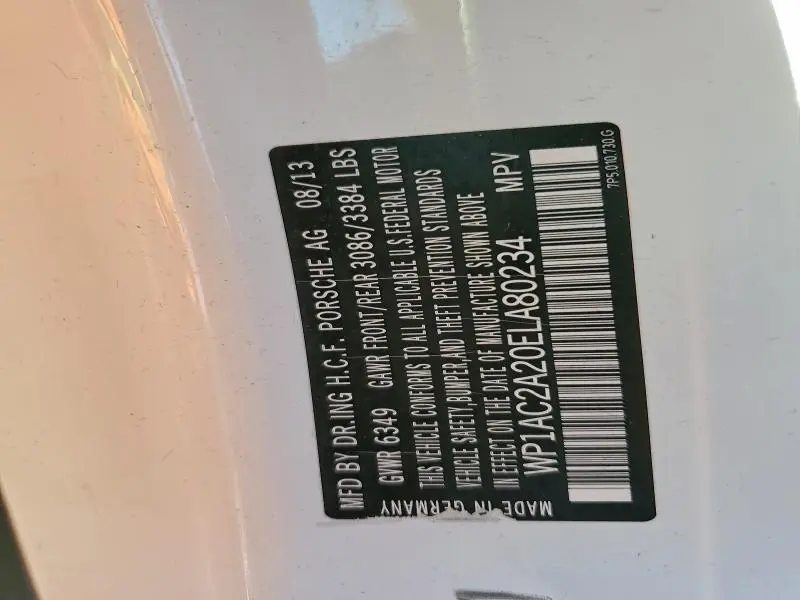 MFD BY DR.ING H.C.F. PORSCHE AG 08/13
GVWR 6349 GAWR FRONT/REAR 3086/3384 LBS
THIS VEHICLE CONFORMS TO ALL APPLICABLE U.S.FEDERAL MOTOR
VEHICLE SAFETY,BUMPER,AND THEFT PREVENTION STANDARDS
IN EFFECT ON THE DATE OF MANUFACTURE SHOWN ABOVE
WP1AC2A20ELA80234 MPV
MADE IN GERMANY
7P5.010.730.G